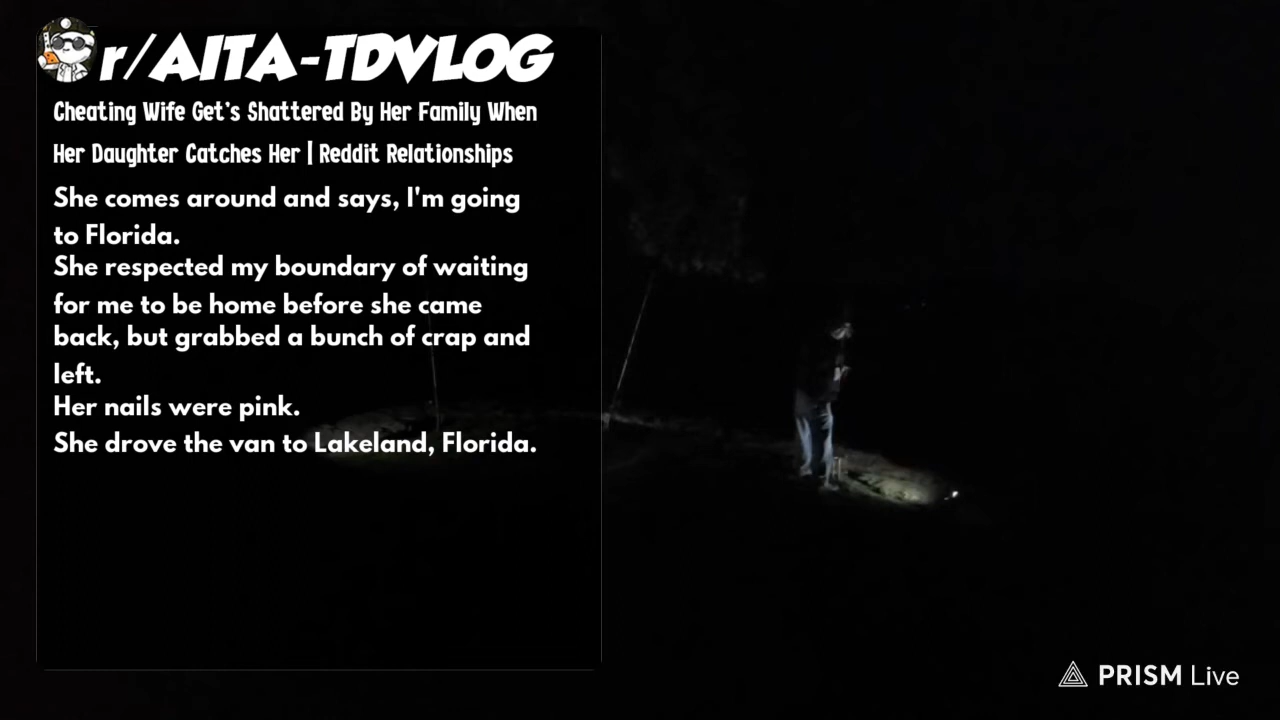 r/AITA-TDVLOG
Cheating Wife Get's Shattered By Her Family When
Her Daughter Catches Her | Reddit Relationships
She comes around and says, I'm going
to Florida.
She respected my boundary of waiting
for me to be home before she came
back, but grabbed a bunch of crap and
left.
Her nails were pink.
She drove the van to Lakeland, Florida.
PRISM Live